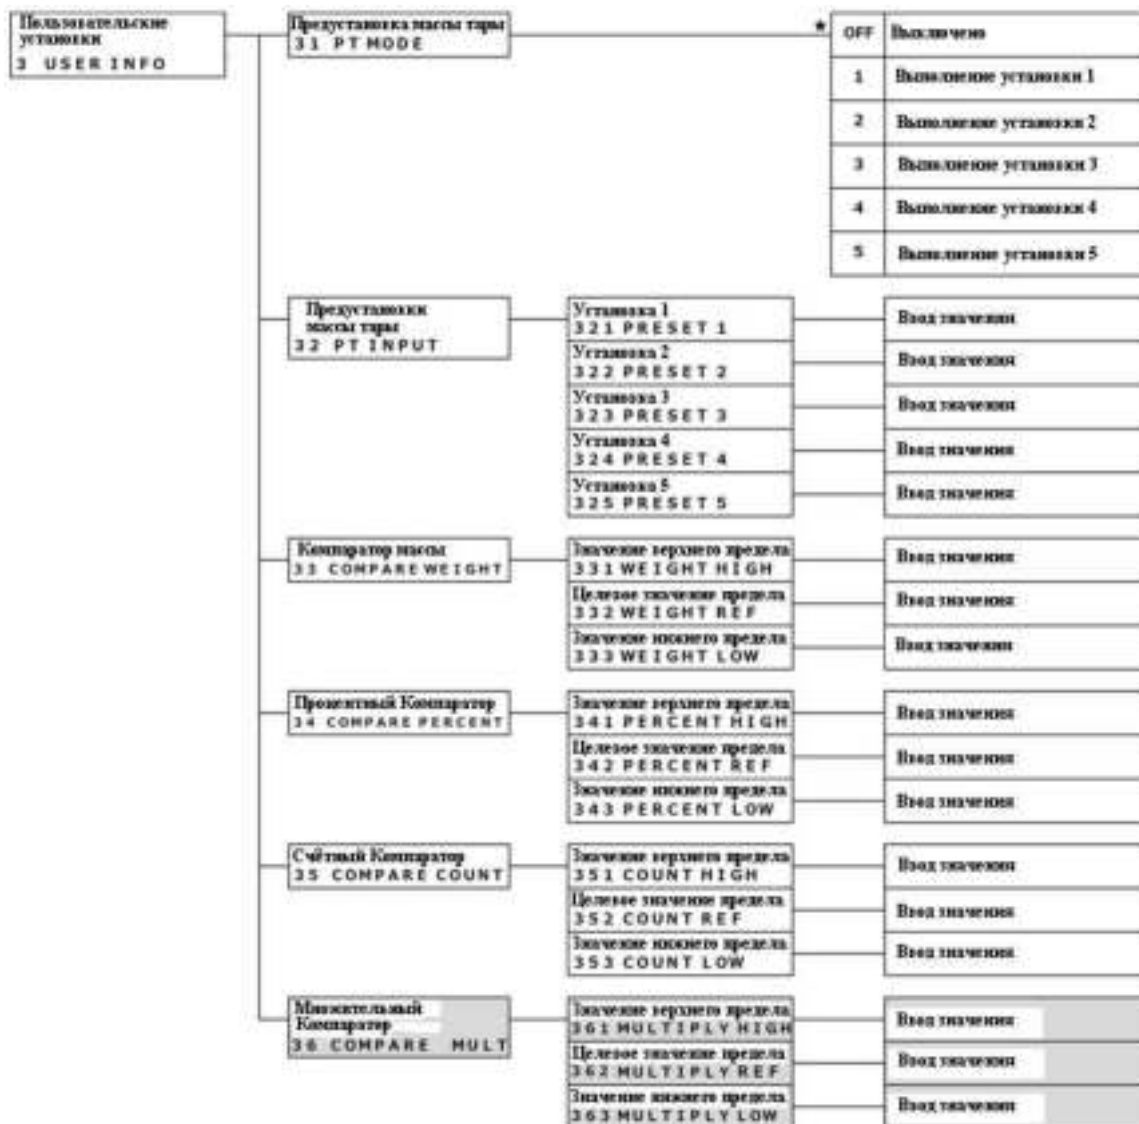 Пользовательские
установки
3 USER INFO
Предустановка массы тары
31 PT MODE
*
OFF Выключено
1 Выполнение установки 1
2 Выполнение установки 2
3 Выполнение установки 3
4 Выполнение установки 4
5 Выполнение установки 5
Предустановки
массы тары
32 PT INPUT
Установка 1
321 PRESET 1
Ввод значения
Установка 2
322 PRESET 2
Ввод значения
Установка 3
323 PRESET 3
Ввод значения
Установка 4
324 PRESET 4
Ввод значения
Установка 5
325 PRESET 5
Ввод значения
Компаратор массы
33 COMPARE WEIGHT
Значение верхнего предела
331 WEIGHT HIGH
Ввод значения
Целевое значение предела
332 WEIGHT REF
Ввод значения
Значение нижнего предела
333 WEIGHT LOW
Ввод значения
Процентный Компаратор
34 COMPARE PERCENT
Значение верхнего предела
341 PERCENT HIGH
Ввод значения
Целевое значение предела
342 PERCENT REF
Ввод значения
Значение нижнего предела
343 PERCENT LOW
Ввод значения
Счётный Компаратор
35 COMPARE COUNT
Значение верхнего предела
351 COUNT HIGH
Ввод значения
Целевое значение предела
352 COUNT REF
Ввод значения
Значение нижнего предела
353 COUNT LOW
Ввод значения
Множительный
Компаратор
36 COMPARE MULT
Значение верхнего предела
361 MULTIPLY HIGH
Ввод значения
Целевое значение предела
362 MULTIPLY REF
Ввод значения
Значение нижнего предела
363 MULTIPLY LOW
Ввод значения